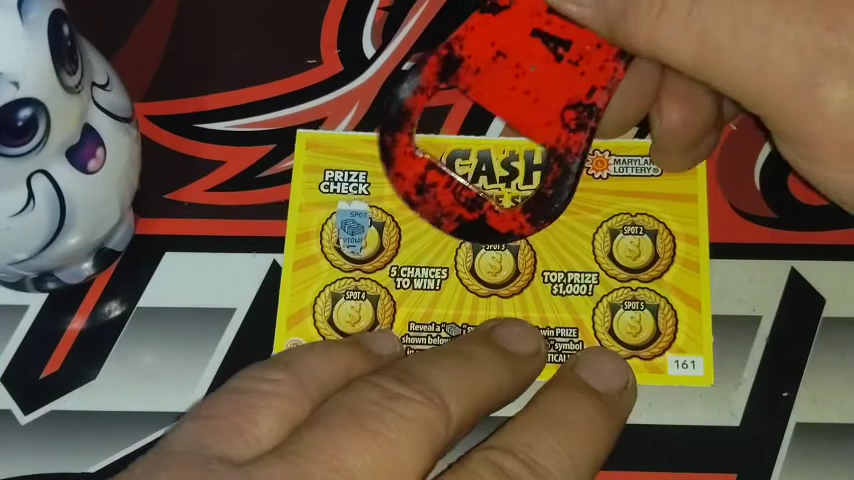 A
CA$H
MARYLAND
LOTTERY®
PRIZE
CHECK
SPOT
SPOT 3
SPOT 2
5 CHANCES
TO WIN!
TOP PRIZE
$1,000!
SPOT 4
SPOT 5
Reveal a "
win PRIZE
shown below
" symbol
161